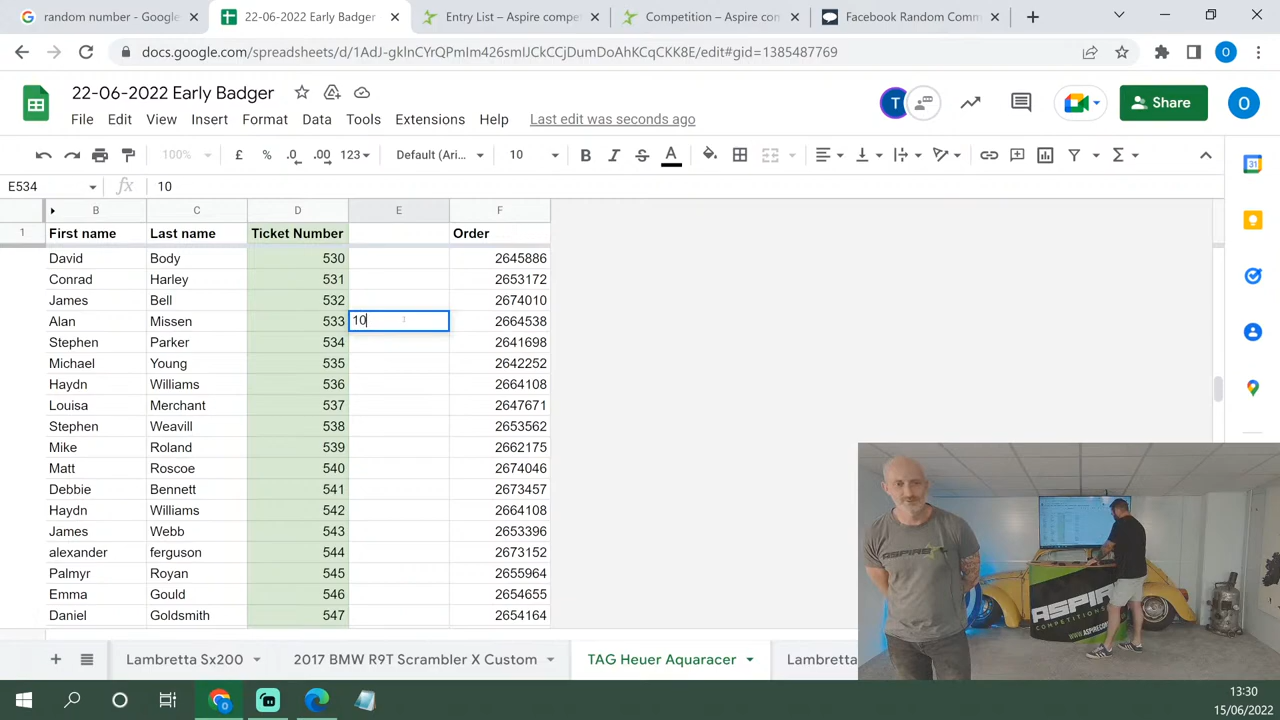 random number - Google
22-06-2022 Early Badger
Entry List – Aspire compe
Competition – Aspire con
Facebook Random Comm
docs.google.com/spreadsheets/d/1AdJ-gklnCYrQPmIm426smIJCkCCjDumDoAhKCqCKK8E/edit#gid=1385487769
O
22-06-2022 Early Badger
T
Share
O
File Edit View Insert Format Data Tools Extensions Help Last edit was seconds ago
100% £ % .0 .00 123 Default (Ari... 10 B I S A
E534 fx 10
B C D E F
1 First name Last name Ticket Number Order
David Body 530 2645886
Conrad Harley 531 2653172
James Bell 532 2674010
Alan Missen 533 10 2664538
Stephen Parker 534 2641698
Michael Young 535 2642252
Haydn Williams 536 2664108
Louisa Merchant 537 2647671
Stephen Weavill 538 2653562
Mike Roland 539 2662175
Matt Roscoe 540 2674046
Debbie Bennett 541 2673457
Haydn Williams 542 2664108
James Webb 543 2653396
alexander ferguson 544 2673152
Palmyr Royan 545 2655964
Emma Gould 546 2654655
Daniel Goldsmith 547 2654164
ASPIRE
ASPIR
COMPETITIONS
Lambretta Sx200
2017 BMW R9T Scrambler X Custom
TAG Heuer Aquaracer
Lambretta
13:30
15/06/2022